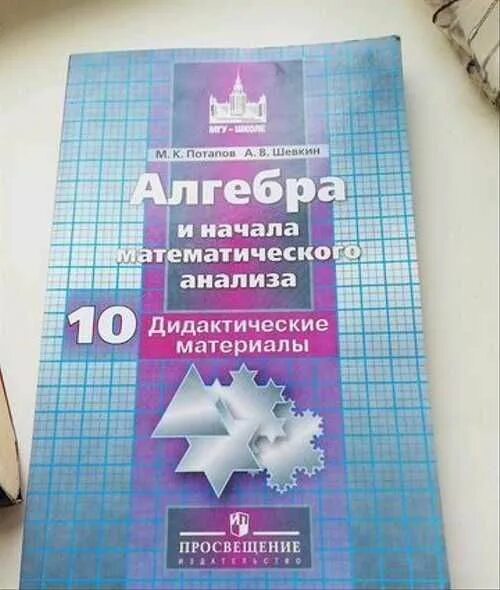 МГУ - ШКОЛЕ
М. К. Потапов А. В. Шевкин
Алгебра
и начала
математического
анализа
10 Дидактические
материалы
ПРОСВЕЩЕНИЕ
ИЗДАТЕЛЬСТВО